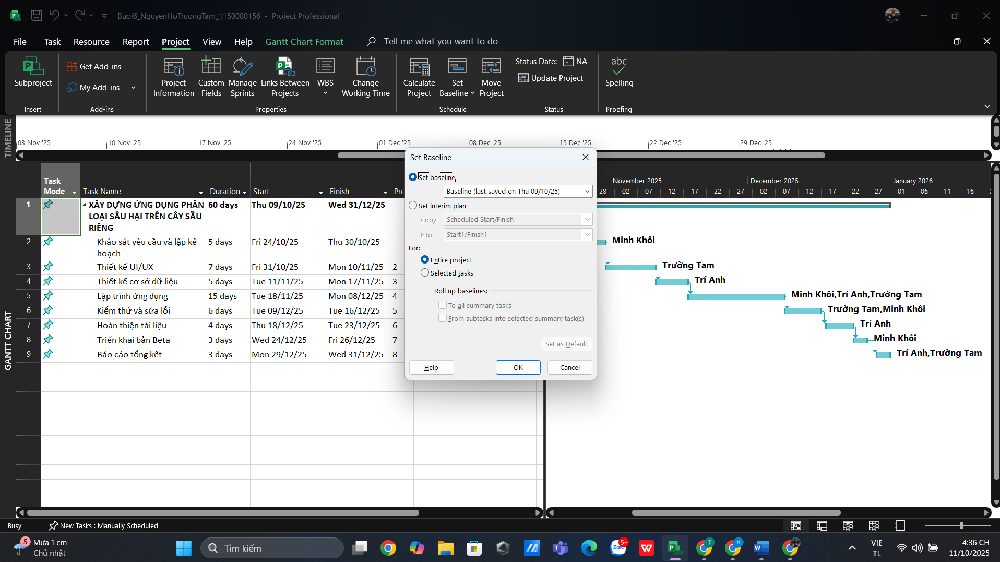 Buoi6_NguyenHoTruongTam_1150080156 - Project Professional
File Task Resource Report Project View Help Gantt Chart Format Tell me what you want to do
Subproject
Insert
Get Add-ins
My Add-ins
Add-ins
Project Information
Custom Fields
Manage Sprints
Links Between Projects
WBS
Change Working Time
Properties
Calculate Project
Set Baseline
Move Project
Schedule
Status Date: NA
Update Project
Status
abc
Spelling
Proofing
TIMELINE
03 Nov '25 10 Nov '25 17 Nov '25 24 Nov '25 01 Dec '25 08 Dec '25 15 Dec '25 22 Dec '25 29 Dec '25
GANTT CHART
Task Mode Task Name Duration Start Finish Pre
1 XÂY DỰNG ỨNG DỤNG PHÂN LOẠI SÂU HẠI TRÊN CÂY SẦU RIÊNG 60 days Thu 09/10/25 Wed 31/12/25
2 Khảo sát yêu cầu và lập kế hoạch 5 days Fri 24/10/25 Thu 30/10/25
3 Thiết kế UI/UX 7 days Fri 31/10/25 Mon 10/11/25 2
4 Thiết kế cơ sở dữ liệu 5 days Tue 11/11/25 Mon 17/11/25 3
5 Lập trình ứng dụng 15 days Tue 18/11/25 Mon 08/12/25 4
6 Kiểm thử và sửa lỗi 6 days Tue 09/12/25 Tue 16/12/25 5
7 Hoàn thiện tài liệu 4 days Thu 18/12/25 Tue 23/12/25 6
8 Triển khai bản Beta 3 days Wed 24/12/25 Fri 26/12/25 7
9 Báo cáo tổng kết 3 days Mon 29/12/25 Wed 31/12/25 8
Set Baseline
Set baseline
Baseline (last saved on Thu 09/10/25)
Set interim plan
Copy: Scheduled Start/Finish
Into: Start1/Finish1
For:
Entire project
Selected tasks
Roll up baselines:
To all summary tasks
From subtasks into selected summary task(s)
Set as Default
Help OK Cancel
November 2025 December 2025 January 2026
28 02 07 12 17 22 27 02 07 12 17 22 27 01 06 11 16
Minh Khôi
Trường Tam
Trí Anh
Minh Khôi,Trí Anh,Trường Tam
Trường Tam,Minh Khôi
Trí Anh
Minh Khôi
Trí Anh,Trường Tam
Busy New Tasks : Manually Scheduled
5
Mưa 1 cm
Chủ nhật
Tìm kiếm
Zalo
5+
VIE
TL
4:36 CH
11/10/2025